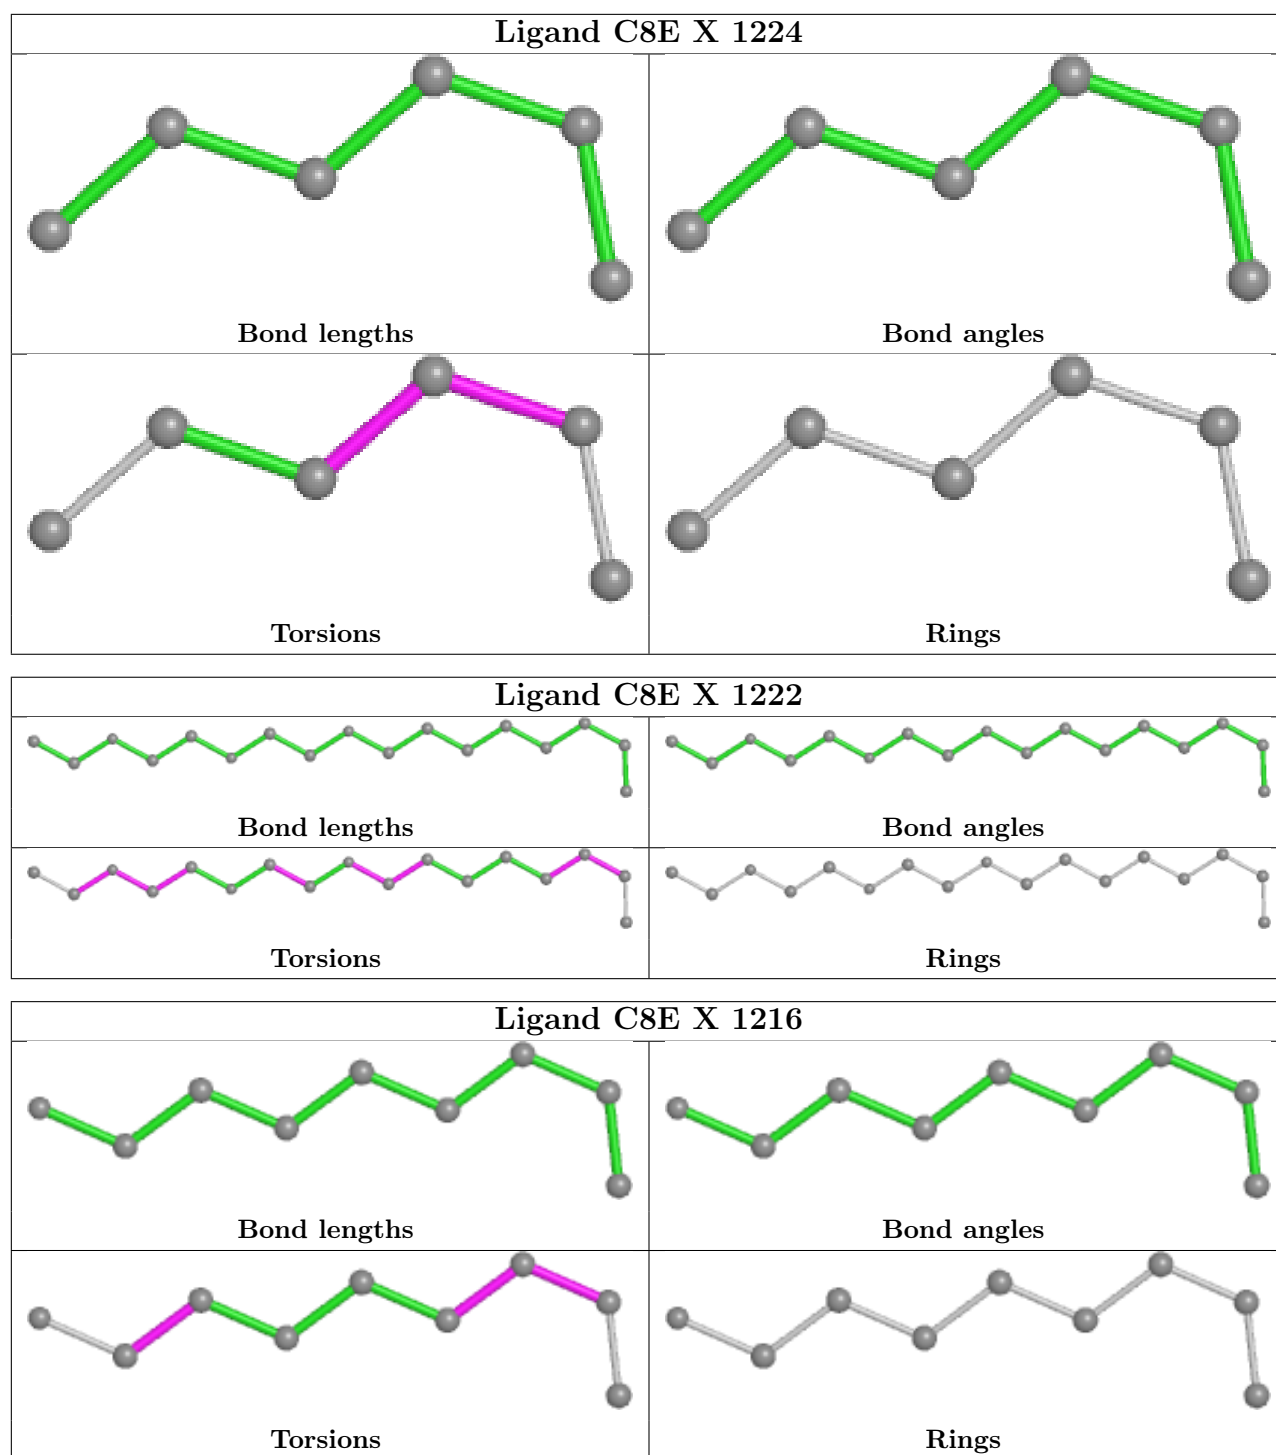 Ligand C8E X 1224
Bond lengths
Bond angles
Torsions
Rings
Ligand C8E X 1222
Bond lengths
Bond angles
Torsions
Rings
Ligand C8E X 1216
Bond lengths
Bond angles
Torsions
Rings